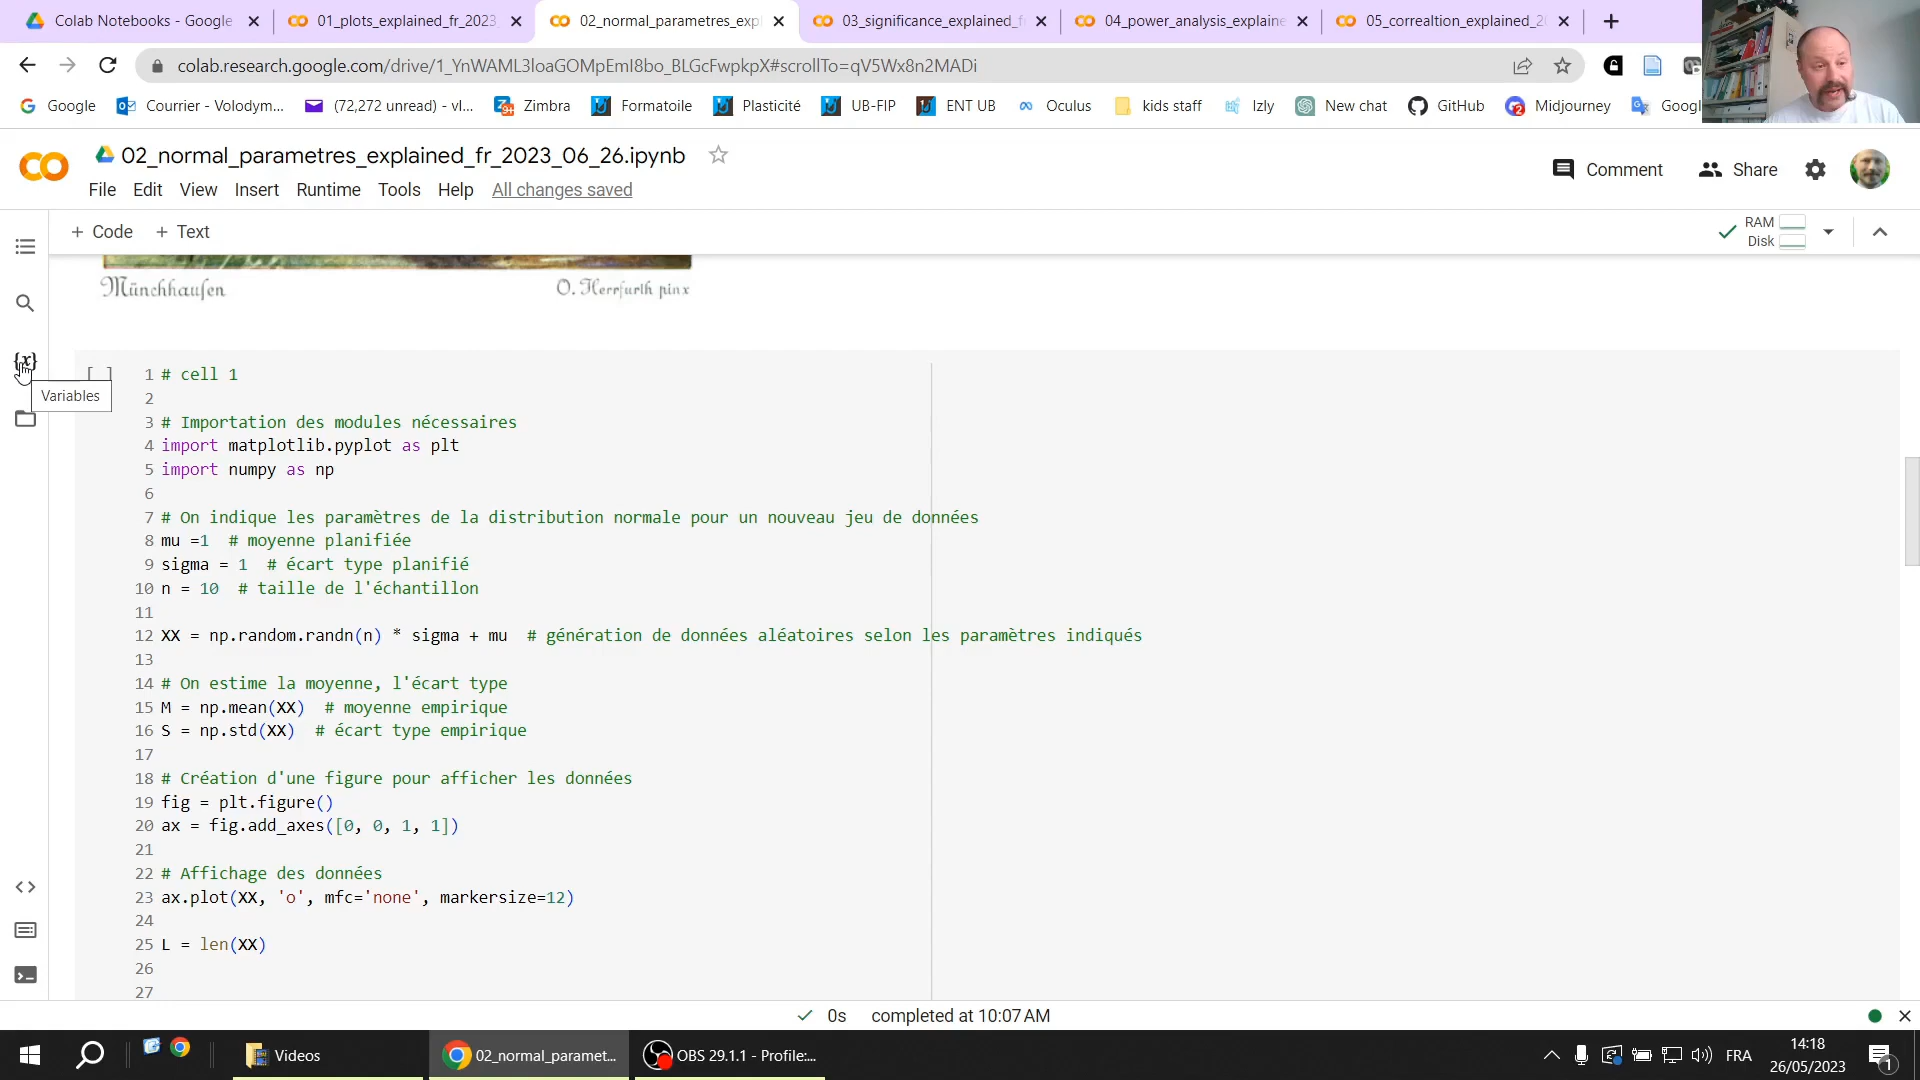 Colab Notebooks - Google
01_plots_explained_fr_2023
02_normal_parametres_exp
03_significance_explained_f
04_power_analysis_explaine
05_correaltion_explained_2
colab.research.google.com/drive/1_YnWAML3loaGOMpEmI8bo_BLGcFwpkpX#scrollTo=qV5Wx8n2MADi
Google
Courrier - Volodym...
(72,272 unread) - vl...
Zimbra
Formatoile
Plasticité
UB-FIP
ENT UB
Oculus
kids staff
Izly
New chat
GitHub
Midjourney
Googl
02_normal_parametres_explained_fr_2023_06_26.ipynb
Comment
Share
File Edit View Insert Runtime Tools Help All changes saved
+ Code + Text
RAM
Disk
Münchhausen
O. Herrfurth pinx
{x}
Variables
[ ]
1 # cell 1
2
3 # Importation des modules nécessaires
4 import matplotlib.pyplot as plt
5 import numpy as np
6
7 # On indique les paramètres de la distribution normale pour un nouveau jeu de données
8 mu =1  # moyenne planifiée
9 sigma = 1  # écart type planifié
10 n = 10  # taille de l'échantillon
11
12 XX = np.random.randn(n) * sigma + mu  # génération de données aléatoires selon les paramètres indiqués
13
14 # On estime la moyenne, l'écart type
15 M = np.mean(XX)  # moyenne empirique
16 S = np.std(XX)  # écart type empirique
17
18 # Création d'une figure pour afficher les données
19 fig = plt.figure()
20 ax = fig.add_axes([0, 0, 1, 1])
21
22 # Affichage des données
23 ax.plot(XX, 'o', mfc='none', markersize=12)
24
25 L = len(XX)
26
27
0s completed at 10:07 AM
Videos
02_normal_paramet...
OBS 29.1.1 - Profile:...
FRA
14:18
26/05/2023
1